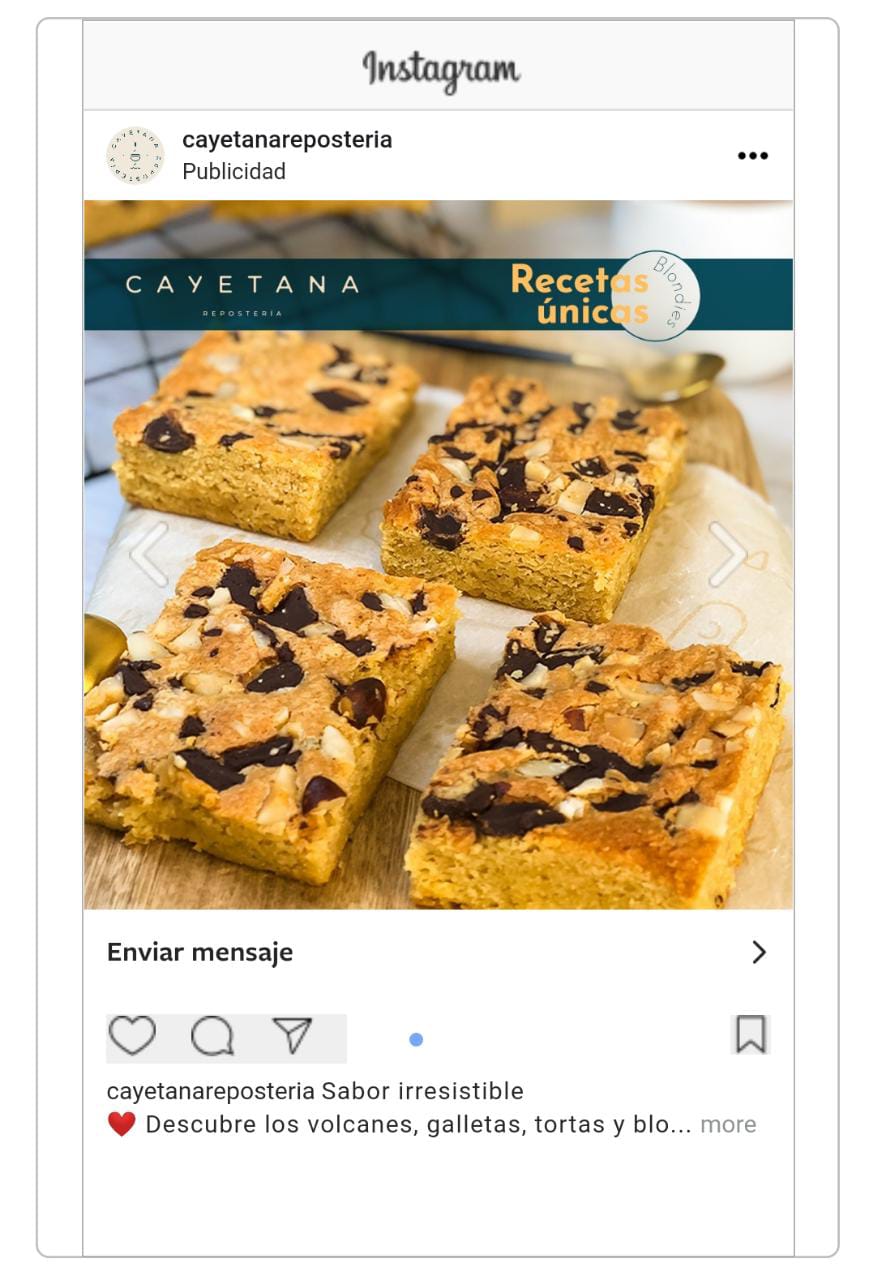 Instagram
cayetanareposteria
Publicidad
CAYETANA
REPOSTERÍA
Recetas
únicas
Blondies
Enviar mensaje
cayetanareposteria Sabor irresistible
❤️ Descubre los volcanes, galletas, tortas y blo... more